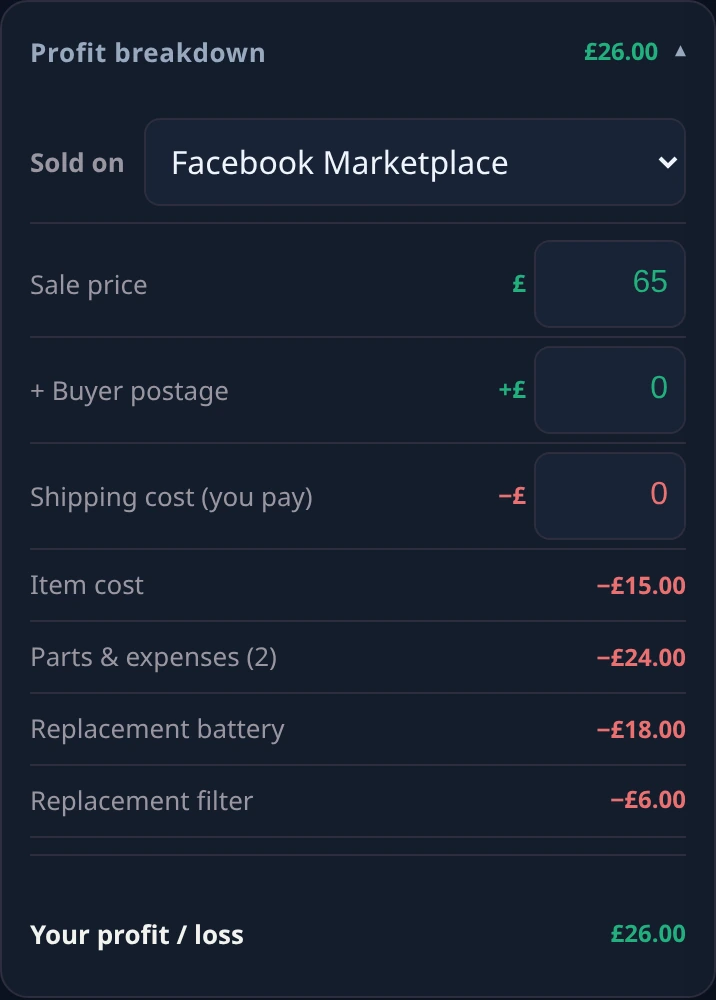 Profit breakdown £26.00 ▲
Sold on Facebook Marketplace
Sale price £ 65
+ Buyer postage +£ 0
Shipping cost (you pay) −£ 0
Item cost −£15.00
Parts & expenses (2) −£24.00
Replacement battery −£18.00
Replacement filter −£6.00
Your profit / loss £26.00